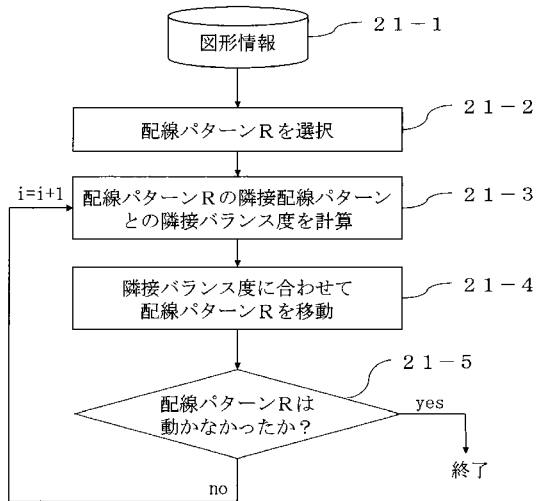 図形情報
21-1
配線パターンRを選択
21-2
i=i+1
配線パターンRの隣接配線パターン
との隣接バランス度を計算
21-3
隣接バランス度に合わせて
配線パターンRを移動
21-4
21-5
配線パターンRは
動かなかったか?
yes
終了
no